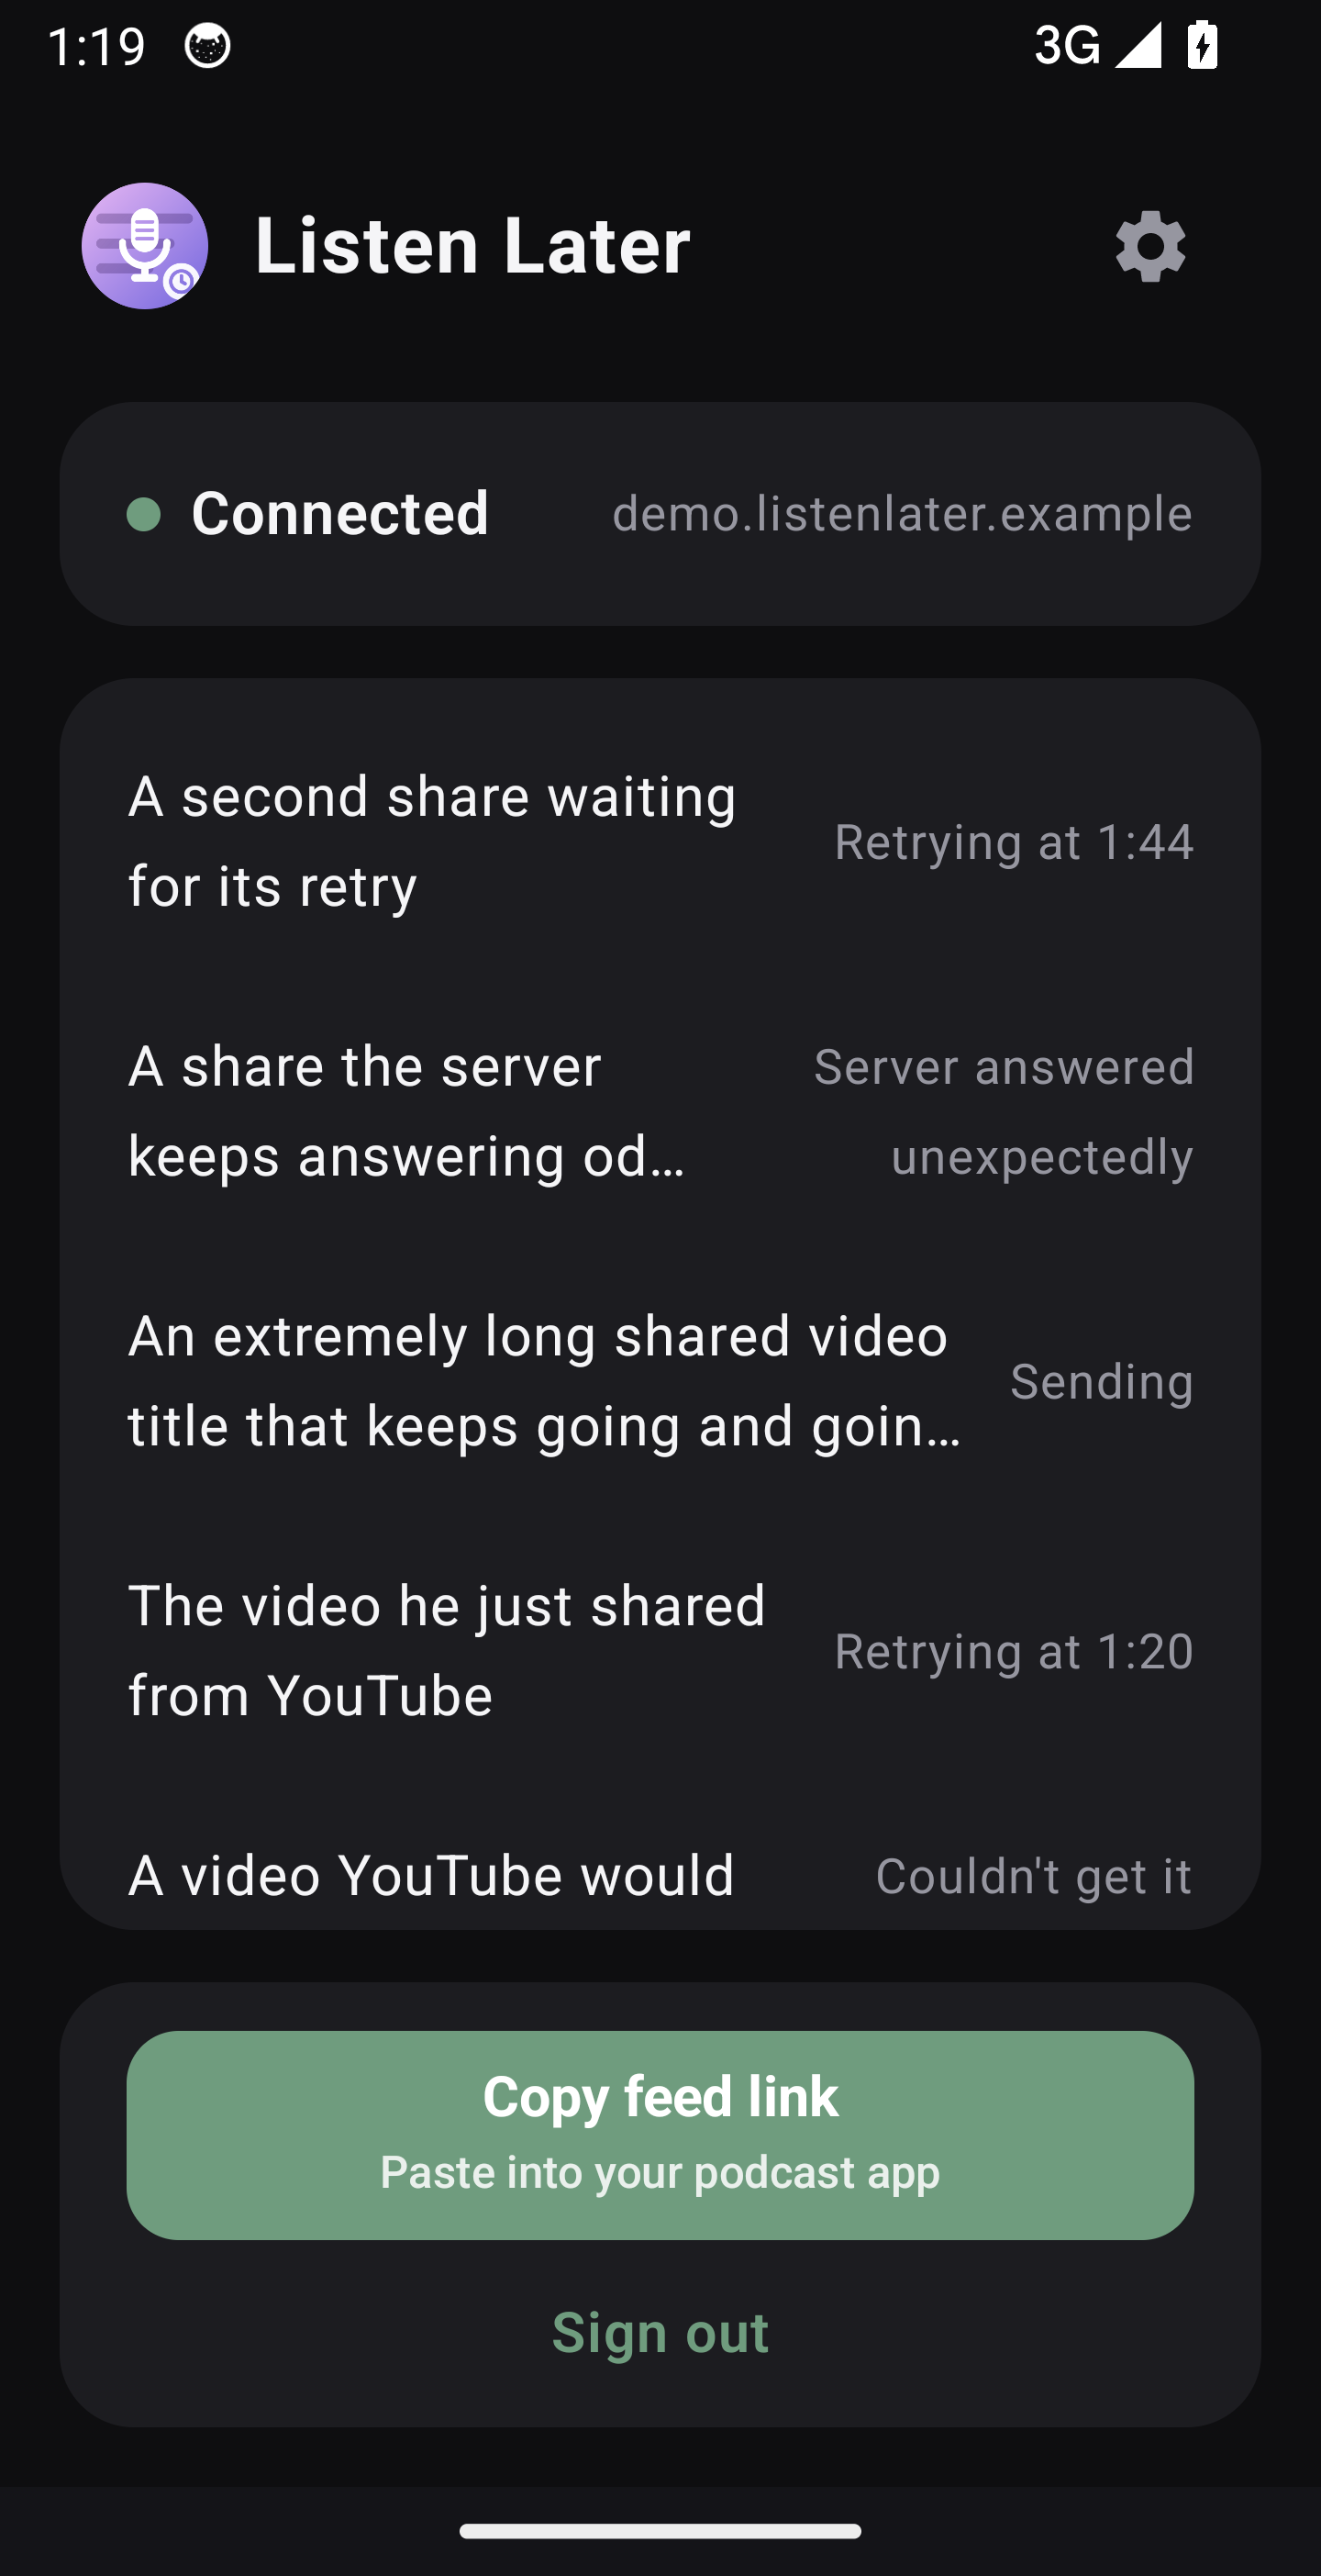 1:19
3G
Listen Later
Connected
demo.listenlater.example
A second share waiting
for its retry
Retrying at 1:44
A share the server
keeps answering od…
Server answered
unexpectedly
An extremely long shared video
title that keeps going and goin…
Sending
The video he just shared
from YouTube
Retrying at 1:20
A video YouTube would
Couldn't get it
Copy feed link
Paste into your podcast app
Sign out